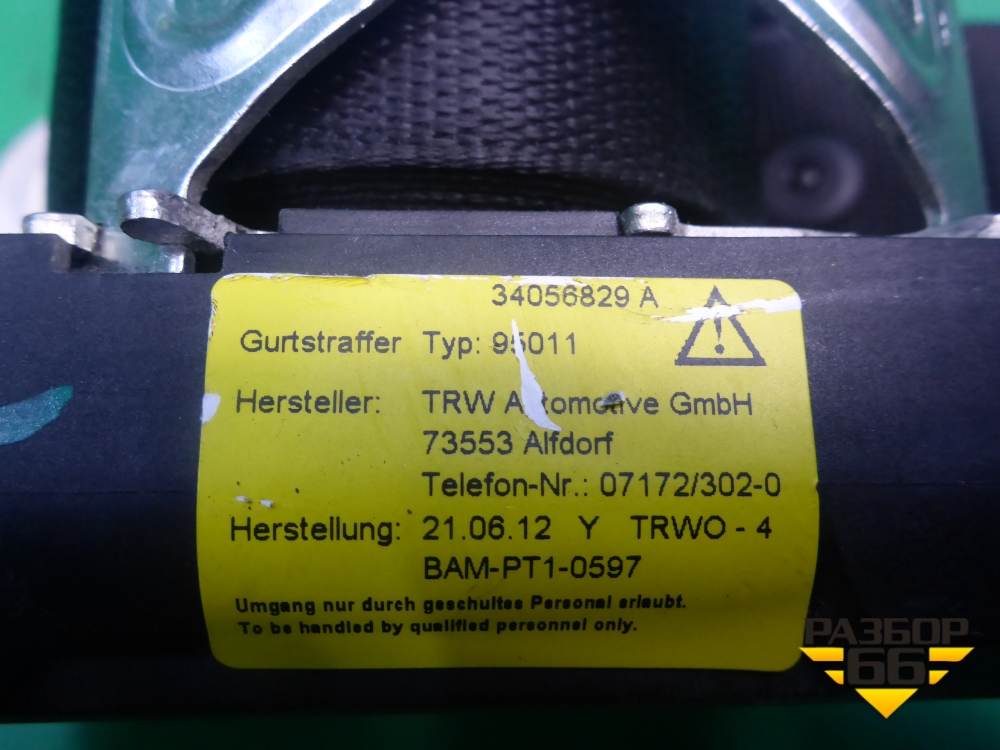 34056829 A
Gurtstraffer Typ: 95011
Hersteller: TRW Automotive GmbH
73553 Alfdorf
Telefon-Nr.: 07172/302-0
Herstellung: 21.06.12 Y TRWO - 4
BAM-PT1-0597
Umgang nur durch geschultes Personal erlaubt.
To be handled by qualified personnel only.
РАЗБОР
66